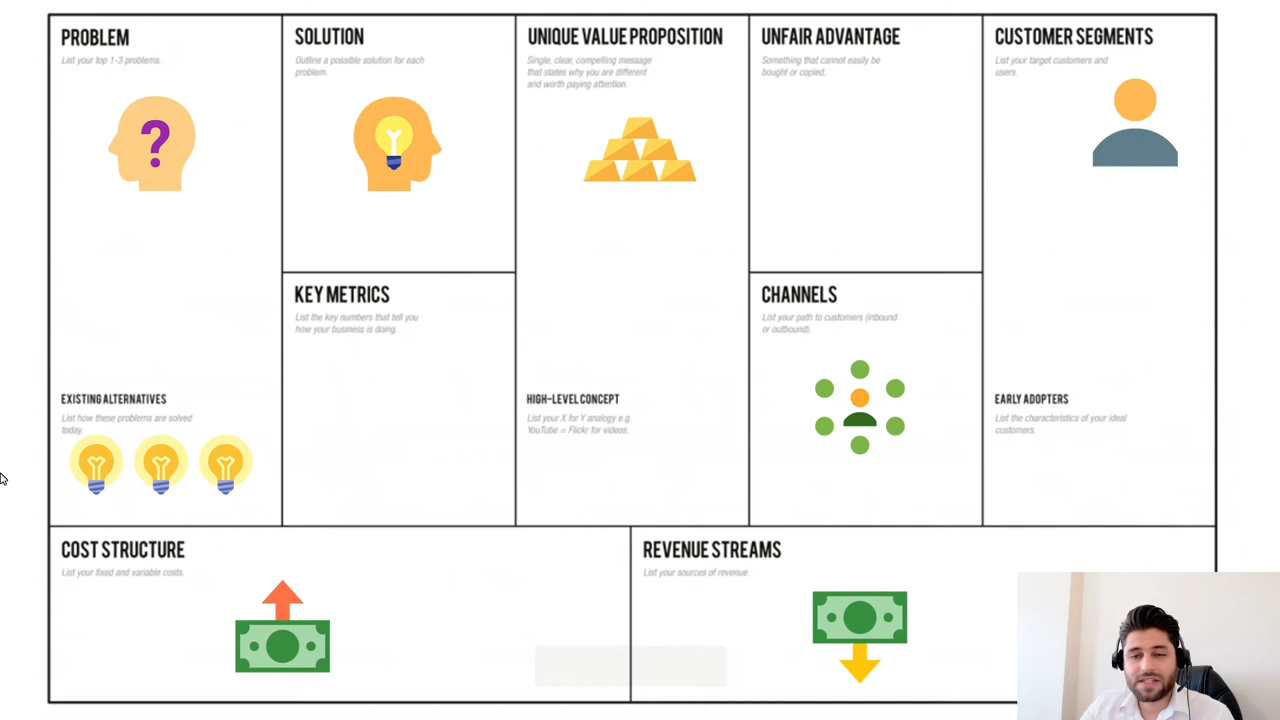 PROBLEM
List your top 1-3 problems.
EXISTING ALTERNATIVES
List how these problems are solved
today.
SOLUTION
Outline a possible solution for each
problem.
KEY METRICS
List the key numbers that tell you
how your business is doing.
UNIQUE VALUE PROPOSITION
Single, clear, compelling message
that states why you are different
and worth paying attention.
HIGH-LEVEL CONCEPT
List your X for Y analogy e.g.
YouTube = Flickr for videos.
UNFAIR ADVANTAGE
Something that cannot easily be
bought or copied.
CHANNELS
List your path to customers (inbound
or outbound).
CUSTOMER SEGMENTS
List your target customers and
users.
EARLY ADOPTERS
List the characteristics of your ideal
customers.
COST STRUCTURE
List your fixed and variable costs.
REVENUE STREAMS
List your sources of revenue.